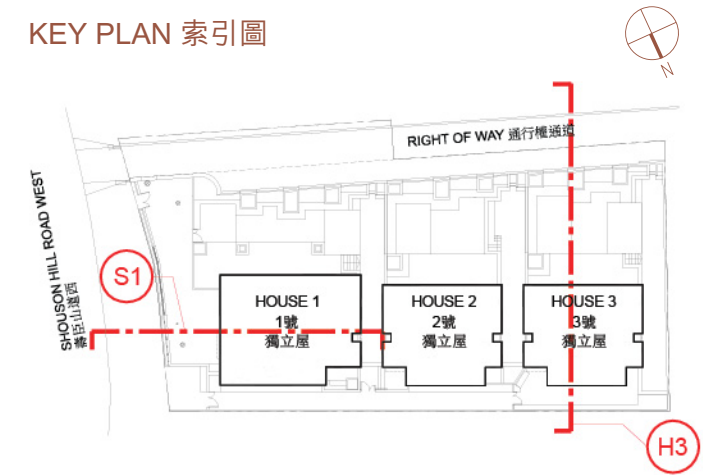 KEY PLAN 索引圖
N
RIGHT OF WAY 通行權通道
SHOUSON HILL ROAD WEST
壽臣山道西
S1
HOUSE 1
1號
獨立屋
HOUSE 2
2號
獨立屋
HOUSE 3
3號
獨立屋
H3